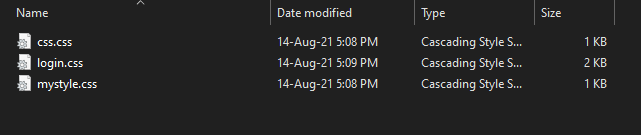 Name Date modified Type Size
css.css 14-Aug-21 5:08 PM Cascading Style S... 1 KB
login.css 14-Aug-21 5:09 PM Cascading Style S... 2 KB
mystyle.css 14-Aug-21 5:08 PM Cascading Style S... 1 KB